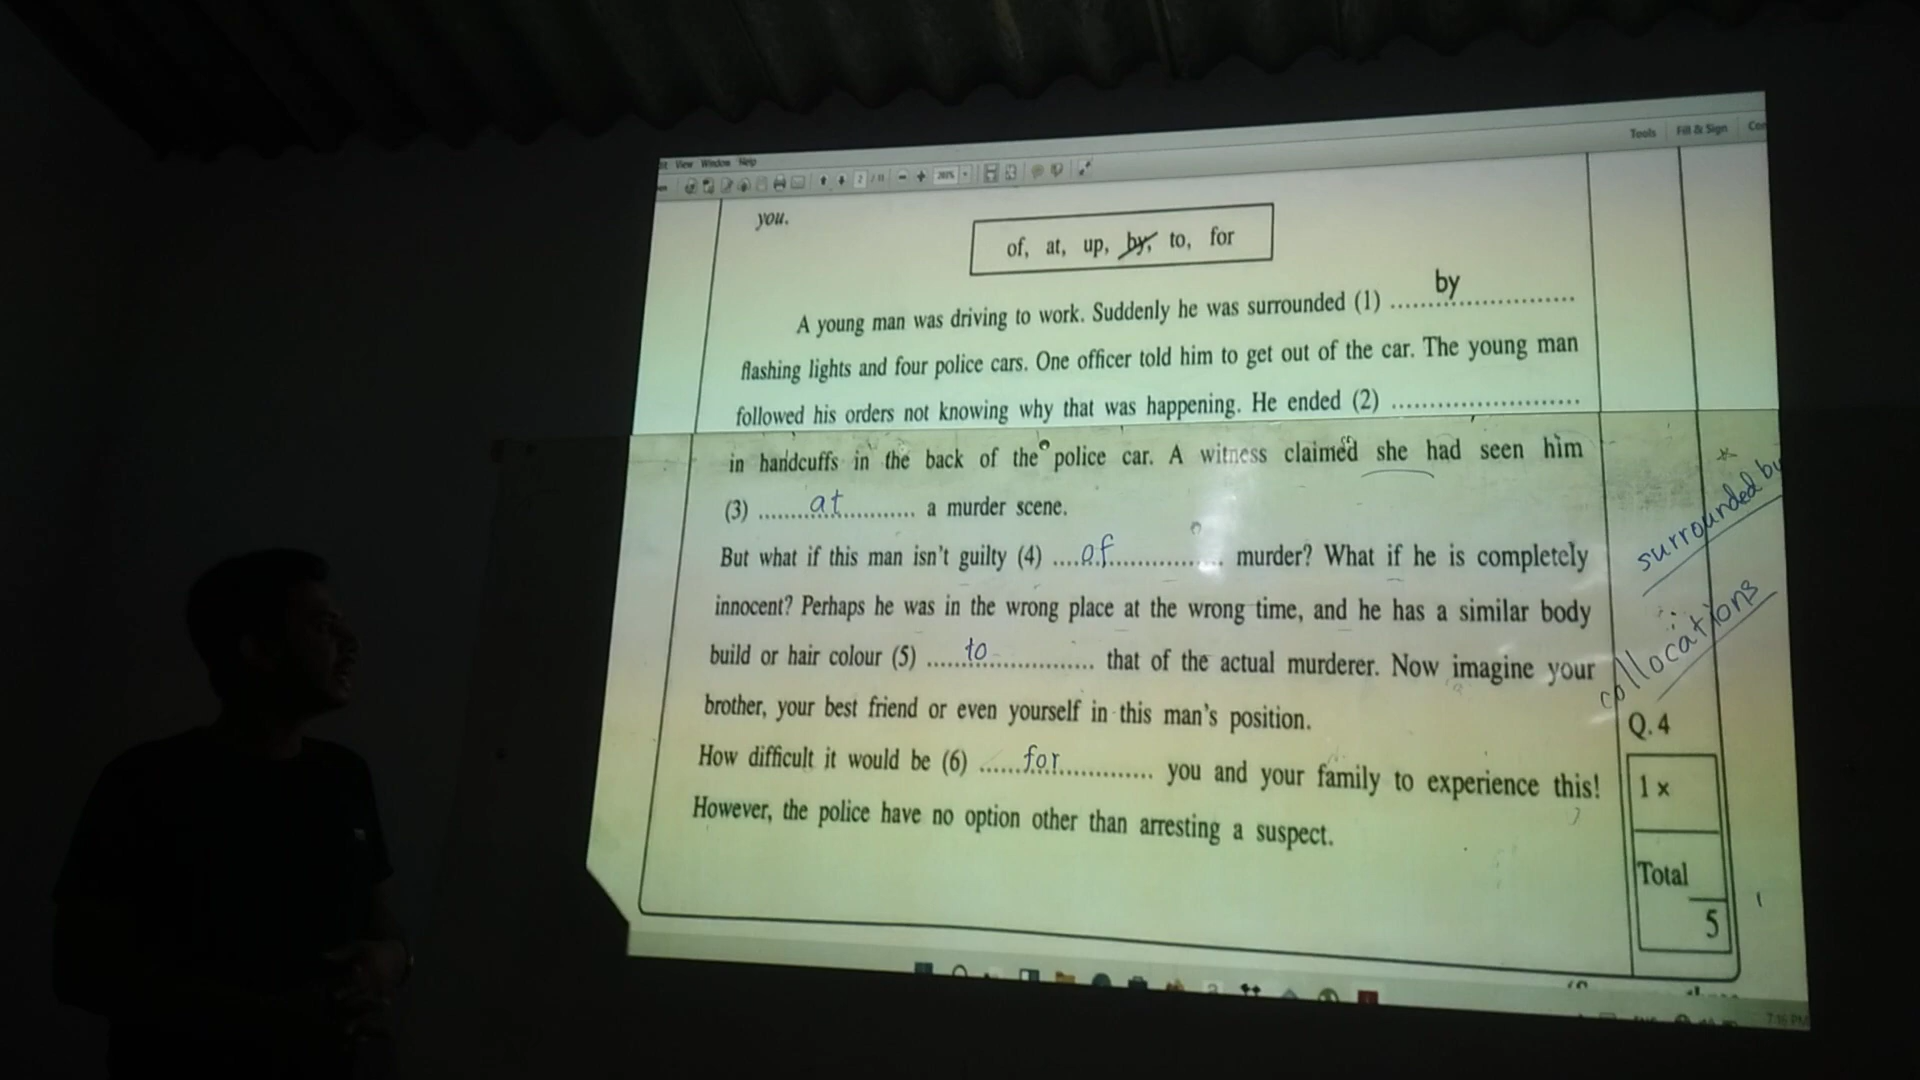 View Window Help
Tools Fill & Sign
2 / 11
you.
of, at, up, by, to, for
A young man was driving to work. Suddenly he was surrounded (1) ..... by .....
flashing lights and four police cars. One officer told him to get out of the car. The young man
followed his orders not knowing why that was happening. He ended (2) ........................
in handcuffs in the back of the police car. A witness claimed she had seen him
(3) ........ at ............ a murder scene.
But what if this man isn't guilty (4) .... of ................ murder? What if he is completely
innocent? Perhaps he was in the wrong place at the wrong time, and he has a similar body
build or hair colour (5) ..... to ................ that of the actual murderer. Now imagine your
brother, your best friend or even yourself in this man's position.
How difficult it would be (6) ...... for .............. you and your family to experience this!
However, the police have no option other than arresting a suspect.
surrounded by
collocations
Q.4
1 x
Total
5
7:16 PM